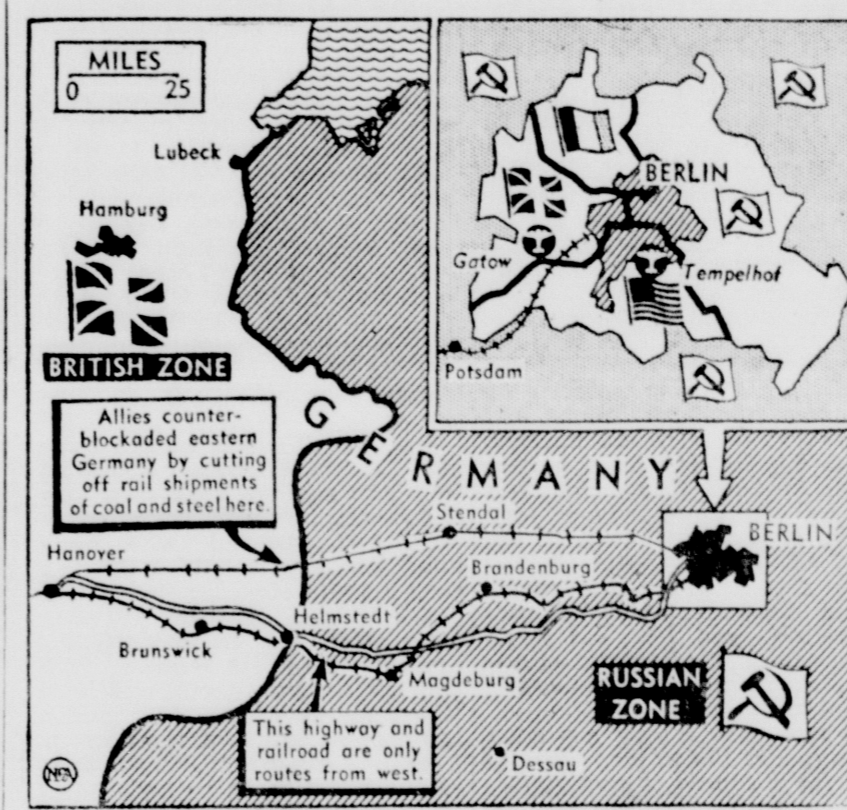 MILES
0 25
Lubeck
Hamburg
BRITISH ZONE
Allies counter-
blockaded eastern
Germany by cutting
off rail shipments
of coal and steel here.
GERMANY
BERLIN
Gatow
Tempelhof
Potsdam
Hanover
Stendal
BERLIN
Brandenburg
Helmstedt
Brunswick
Magdeburg
RUSSIAN
ZONE
This highway and
railroad are only
routes from west.
Dessau
NEA